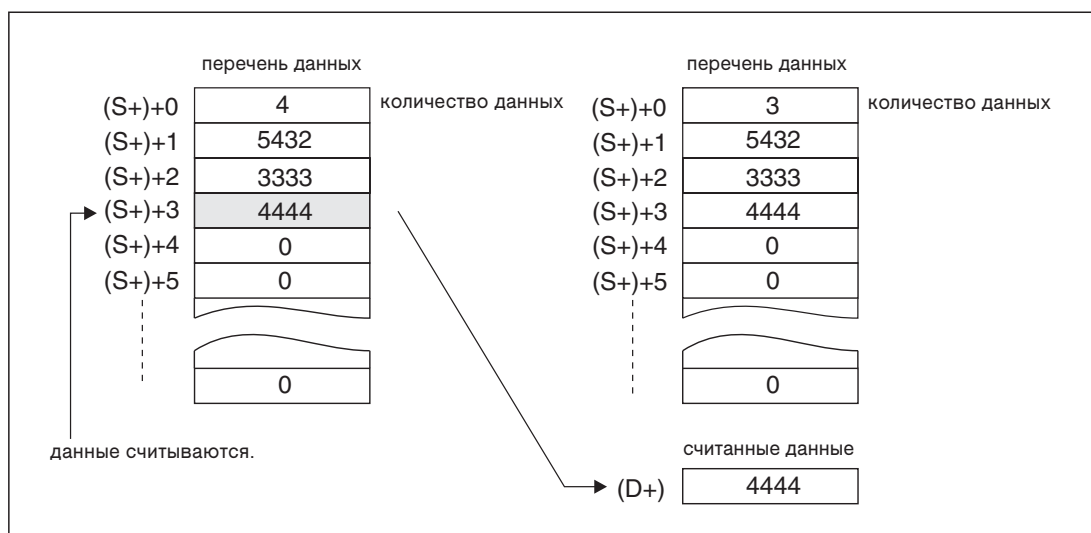 перечень данных
(S+)+0 4 количество данных
(S+)+1 5432
(S+)+2 3333
(S+)+3 4444
(S+)+4 0
(S+)+5 0
0
данные считываются.
перечень данных
(S+)+0 3 количество данных
(S+)+1 5432
(S+)+2 3333
(S+)+3 4444
(S+)+4 0
(S+)+5 0
0
считанные данные
(D+) 4444